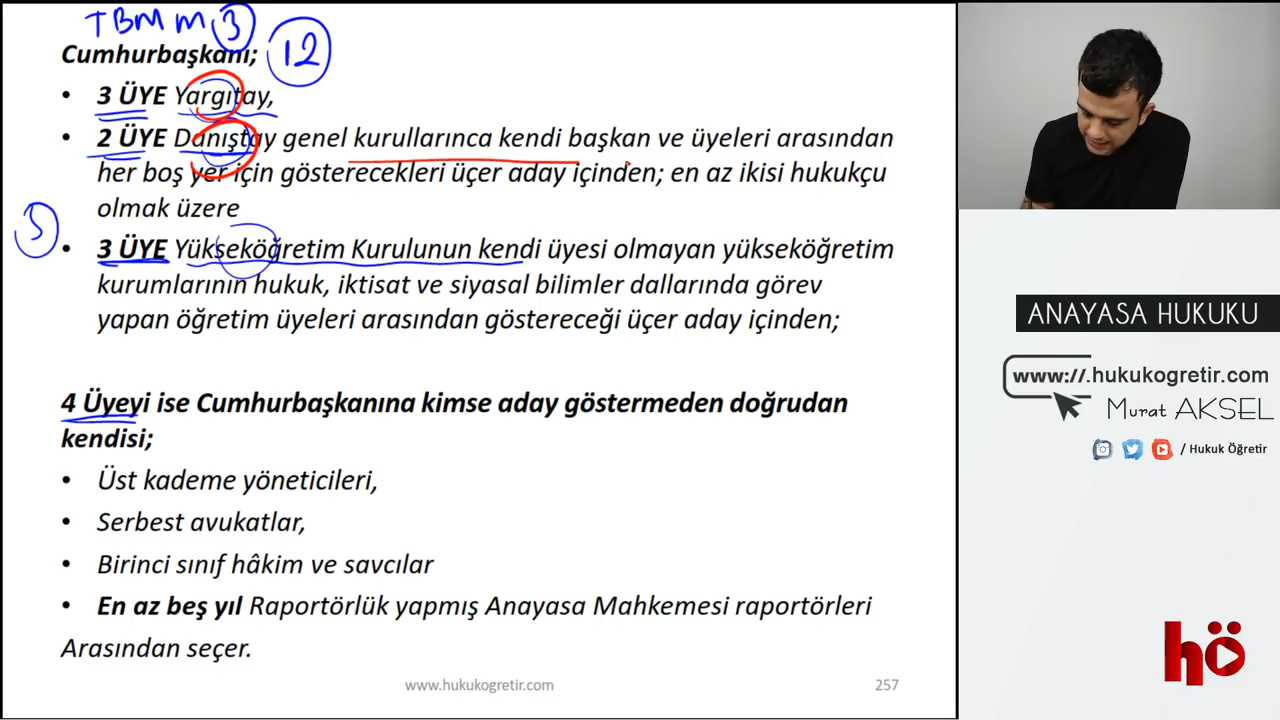 TBMM 3
12
Cumhurbaşkanı;
• 3 ÜYE Yargıtay,
• 2 ÜYE Danıştay genel kurullarınca kendi başkan ve üyeleri arasından
her boş yer için gösterecekleri üçer aday içinden; en az ikisi hukukçu
olmak üzere
• 3 ÜYE Yükseköğretim Kurulunun kendi üyesi olmayan yükseköğretim
kurumlarının hukuk, iktisat ve siyasal bilimler dallarında görev
yapan öğretim üyeleri arasından göstereceği üçer aday içinden;
4 Üyeyi ise Cumhurbaşkanına kimse aday göstermeden doğrudan
kendisi;
• Üst kademe yöneticileri,
• Serbest avukatlar,
• Birinci sınıf hâkim ve savcılar
• En az beş yıl Raportörlük yapmış Anayasa Mahkemesi raportörleri
Arasından seçer.
www.hukukogretir.com
257
ANAYASA HUKUKU
www://.hukukogretir.com
Murat AKSEL
/ Hukuk Öğretir
hö